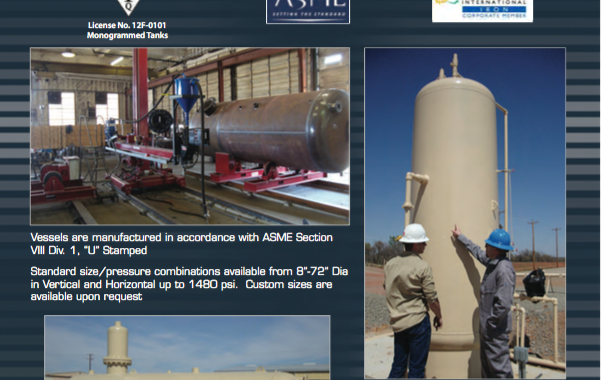 Q
ASME
SETTING THE STANDARD
INTERNATIONAL
IRON
CORPORATE MEMBER
License No. 12F-0101
Monogrammed Tanks
Vessels are manufactured in accordance with ASME Section
VIII Div. 1, "U" Stamped
Standard size/pressure combinations available from 8"-72" Dia
in Vertical and Horizontal up to 1480 psi.  Custom sizes are
available upon request